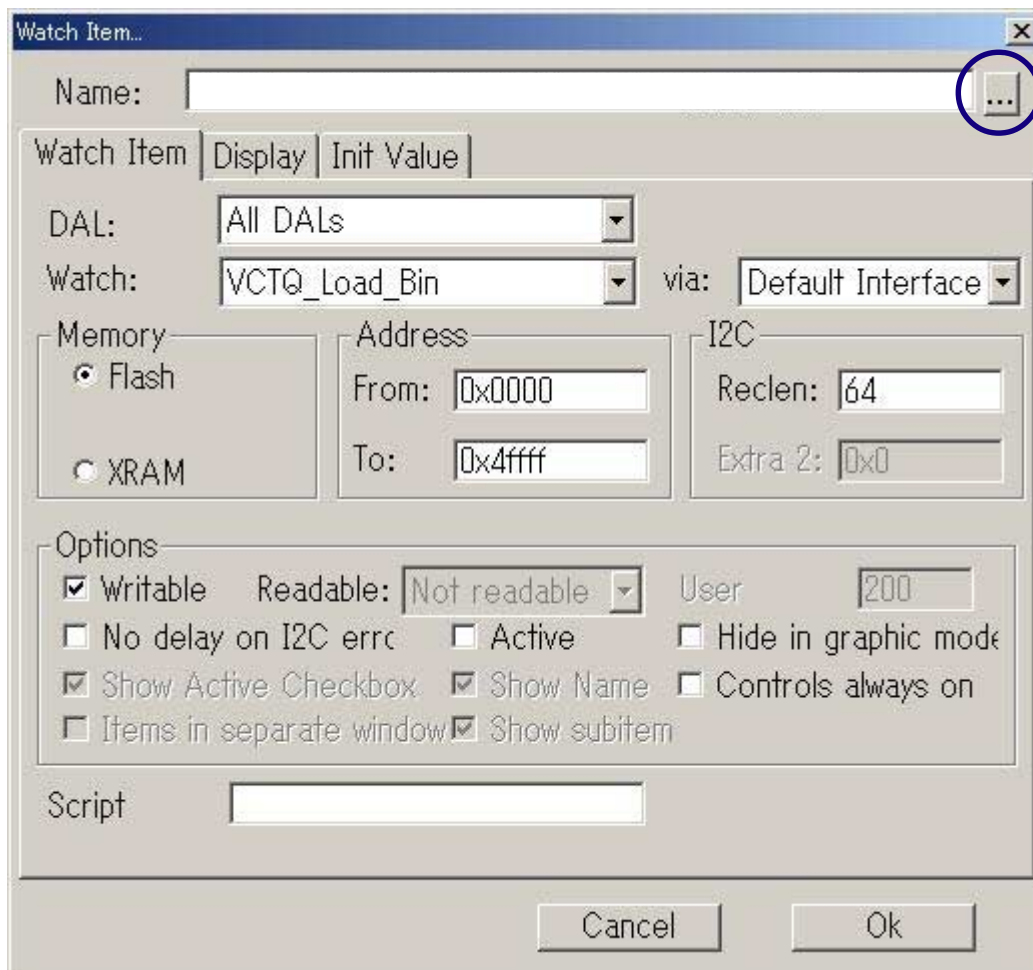 Watch Item...
Name: ...
Watch Item Display Init Value
DAL: All DALs
Watch: VCTQ_Load_Bin via: Default Interface
Memory Address I2C
Flash From: 0x0000 Reclen: 64
XRAM To: 0x4ffff Extra 2: 0x0
Options
Writable Readable: Not readable User 200
No delay on I2C errc Active Hide in graphic mode
Show Active Checkbox Show Name Controls always on
Items in separate window Show subitem
Script
Cancel Ok